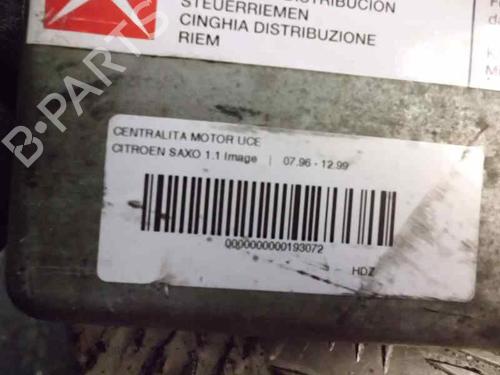 DISTRIBUCIÓN
STEUERRIEMEN
CINGHIA DISTRIBUZIONE
RIEM
CENTRALITA MOTOR UCE
CITROEN SAXO 1.1 Image | 07.96 - 12.99
0000000000193072
HDZ
B-PARTS